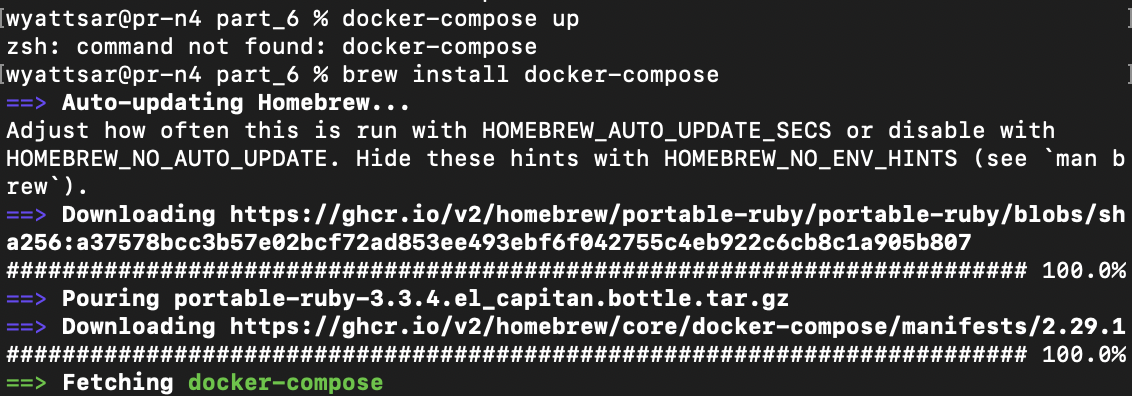 [wyattsar@pr-n4 part_6 % docker-compose up ]
zsh: command not found: docker-compose
[wyattsar@pr-n4 part_6 % brew install docker-compose ]
==> Auto-updating Homebrew...
Adjust how often this is run with HOMEBREW_AUTO_UPDATE_SECS or disable with
HOMEBREW_NO_AUTO_UPDATE. Hide these hints with HOMEBREW_NO_ENV_HINTS (see `man b
rew`).
==> Downloading https://ghcr.io/v2/homebrew/portable-ruby/portable-ruby/blobs/sh
a256:a37578bcc3b57e02bcf72ad853ee493ebf6f042755c4eb922c6cb8c1a905b807
######################################################################### 100.0%
==> Pouring portable-ruby-3.3.4.el_capitan.bottle.tar.gz
==> Downloading https://ghcr.io/v2/homebrew/core/docker-compose/manifests/2.29.1
######################################################################### 100.0%
==> Fetching docker-compose